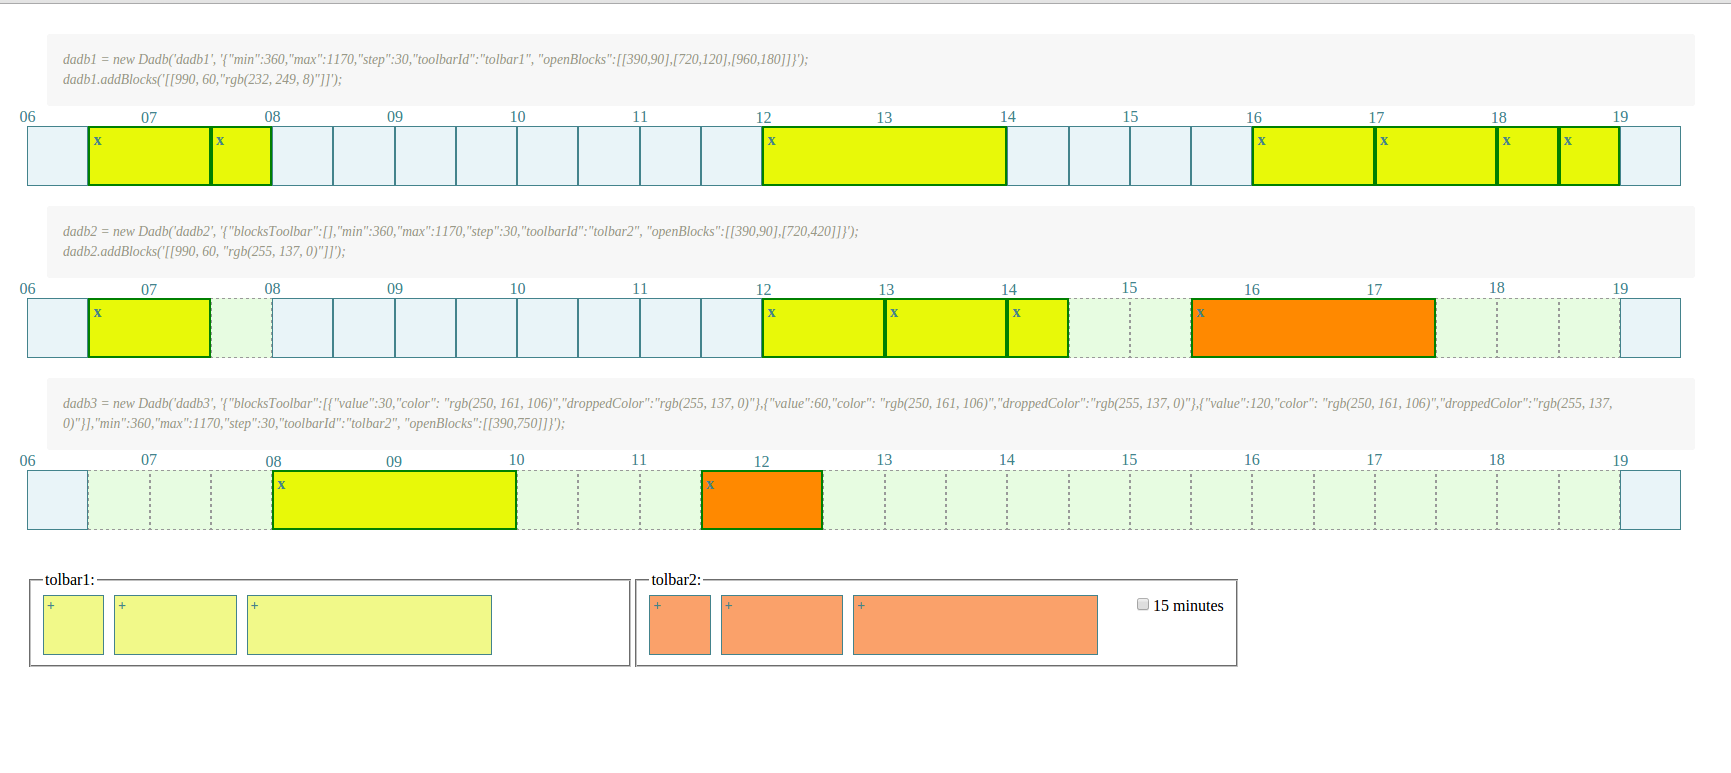 dadb1 = new Dadb('dadb1', '{"min":360,"max":1170,"step":30,"toolbarId":"tolbar1", "openBlocks":[[390,90],[720,120],[960,180]]}');
dadb1.addBlocks('[[990, 60,"rgb(232, 249, 8)"]]');
06 07 08 09 10 11 12 13 14 15 16 17 18 19
x x x x x x x
dadb2 = new Dadb('dadb2', '{"blocksToolbar":[],"min":360,"max":1170,"step":30,"toolbarId":"tolbar2", "openBlocks":[[390,90],[720,420]]}');
dadb2.addBlocks('[[990, 60, "rgb(255, 137, 0)"]]');
06 07 08 09 10 11 12 13 14 15 16 17 18 19
x x x x x
dadb3 = new Dadb('dadb3', '{"blocksToolbar":[{"value":30,"color": "rgb(250, 161, 106)","droppedColor":"rgb(255, 137, 0)"},{"value":60,"color": "rgb(250, 161, 106)","droppedColor":"rgb(255, 137, 0)"},{"value":120,"color": "rgb(250, 161, 106)","droppedColor":"rgb(255, 137,
0)"}],"min":360,"max":1170,"step":30,"toolbarId":"tolbar2", "openBlocks":[[390,750]]}');
06 07 08 09 10 11 12 13 14 15 16 17 18 19
x x
tolbar1: tolbar2:
+ + + + + + 15 minutes